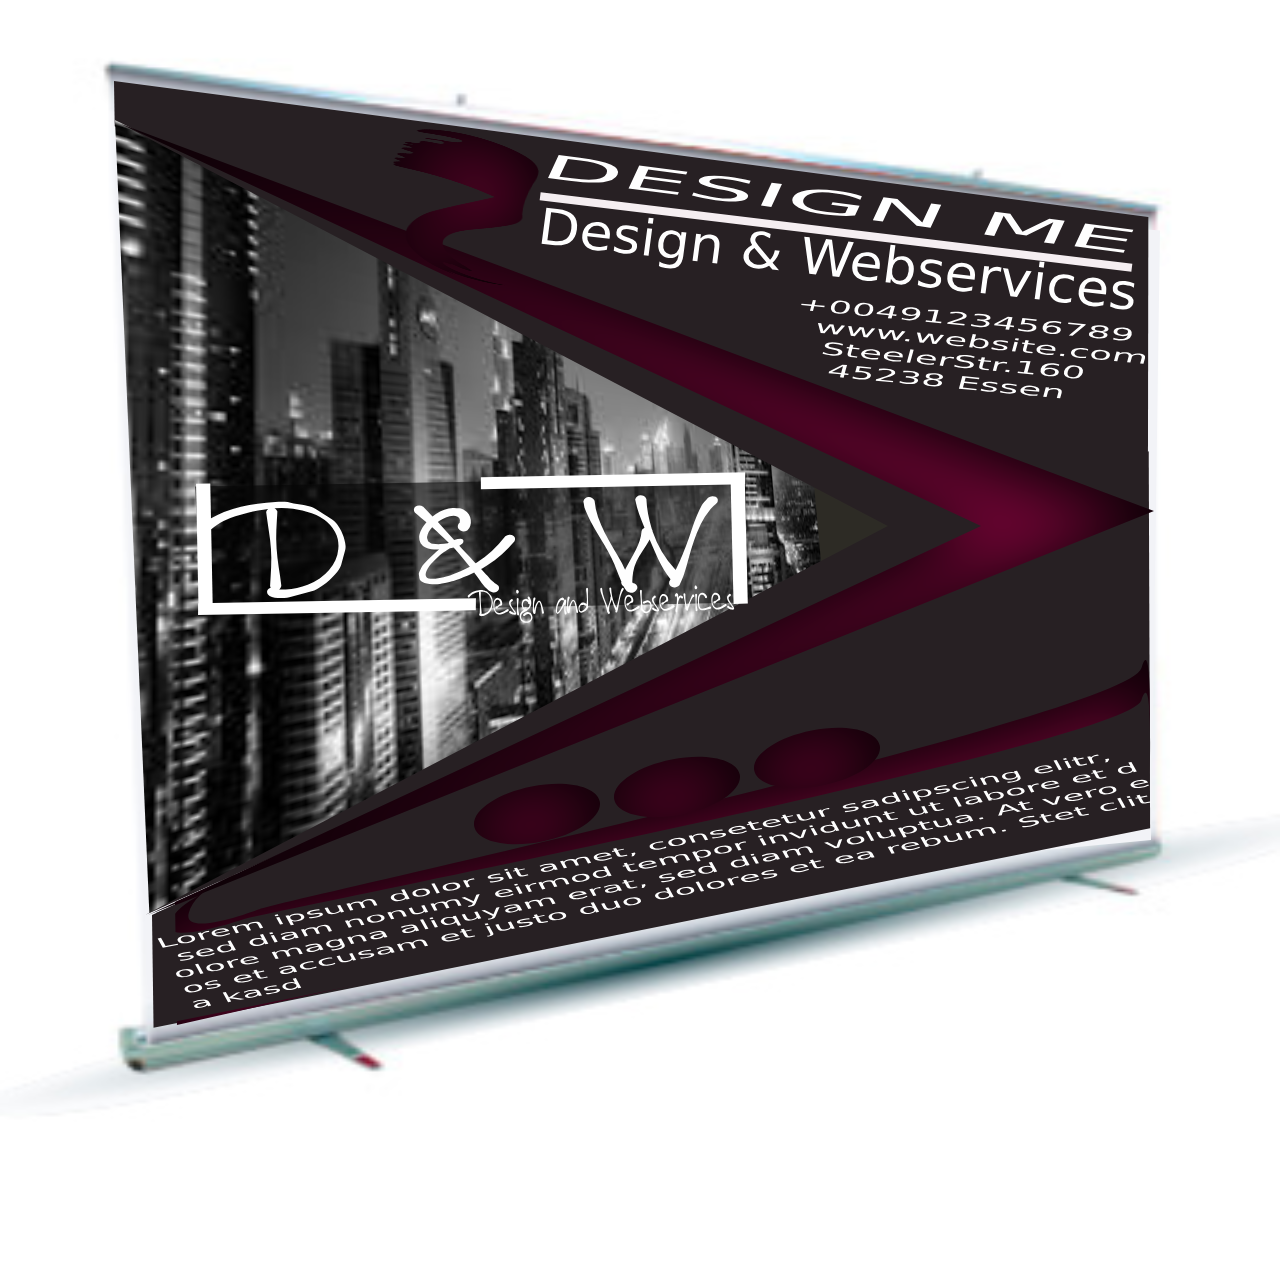 DESIGN ME
Design & Webservices
+0049123456789
www.website.com
SteelerStr.160
45238 Essen
D & W
Design and Webservices
Lorem ipsum dolor sit amet, consetetur sadipscing elitr,
sed diam nonumy eirmod tempor invidunt ut labore et d
olore magna aliquyam erat, sed diam voluptua. At vero e
os et accusam et justo duo dolores et ea rebum. Stet clit
a kasd